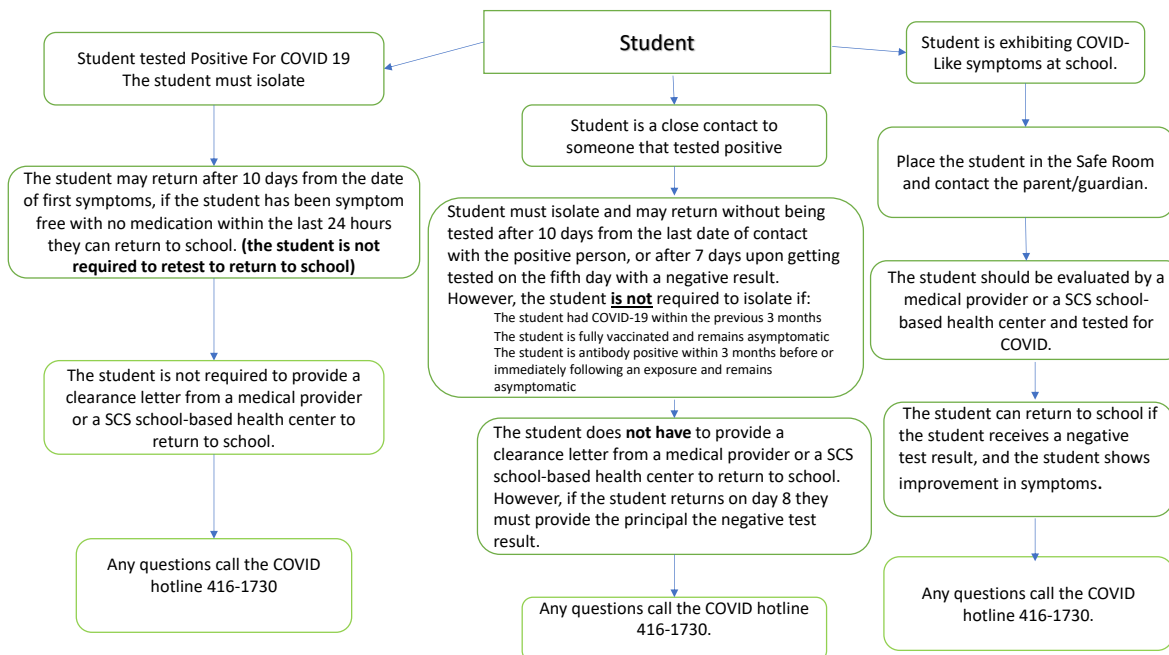 Student
Student tested Positive For COVID 19
The student must isolate
The student may return after 10 days from the date
of first symptoms, if the student has been symptom
free with no medication within the last 24 hours
they can return to school. (the student is not
required to retest to return to school)
The student is not required to provide a
clearance letter from a medical provider
or a SCS school-based health center to
return to school.
Any questions call the COVID
hotline 416-1730
Student is a close contact to
someone that tested positive
Student must isolate and may return without being
tested after 10 days from the last date of contact
with the positive person, or after 7 days upon getting
tested on the fifth day with a negative result.
However, the student is not required to isolate if:
The student had COVID-19 within the previous 3 months
The student is fully vaccinated and remains asymptomatic
The student is antibody positive within 3 months before or
immediately following an exposure and remains
asymptomatic
The student does not have to provide a
clearance letter from a medical provider or a SCS
school-based health center to return to school.
However, if the student returns on day 8 they
must provide the principal the negative test
result.
Any questions call the COVID hotline
416-1730.
Student is exhibiting COVID-
Like symptoms at school.
Place the student in the Safe Room
and contact the parent/guardian.
The student should be evaluated by a
medical provider or a SCS school-
based health center and tested for
COVID.
The student can return to school if
the student receives a negative
test result, and the student shows
improvement in symptoms.
Any questions call the COVID
hotline 416-1730.